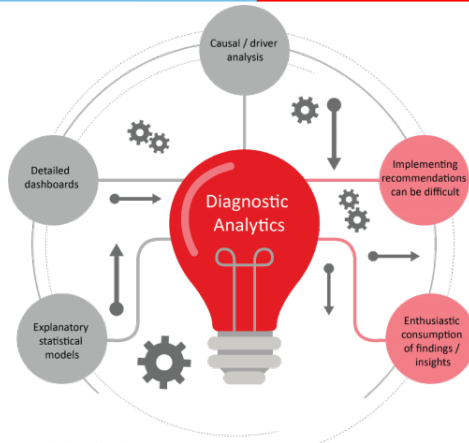 Causal / driver
analysis
Detailed
dashboards
Implementing
recommendations
can be difficult
Diagnostic
Analytics
Explanatory
statistical
models
Enthusiastic
consumption
of findings /
insights